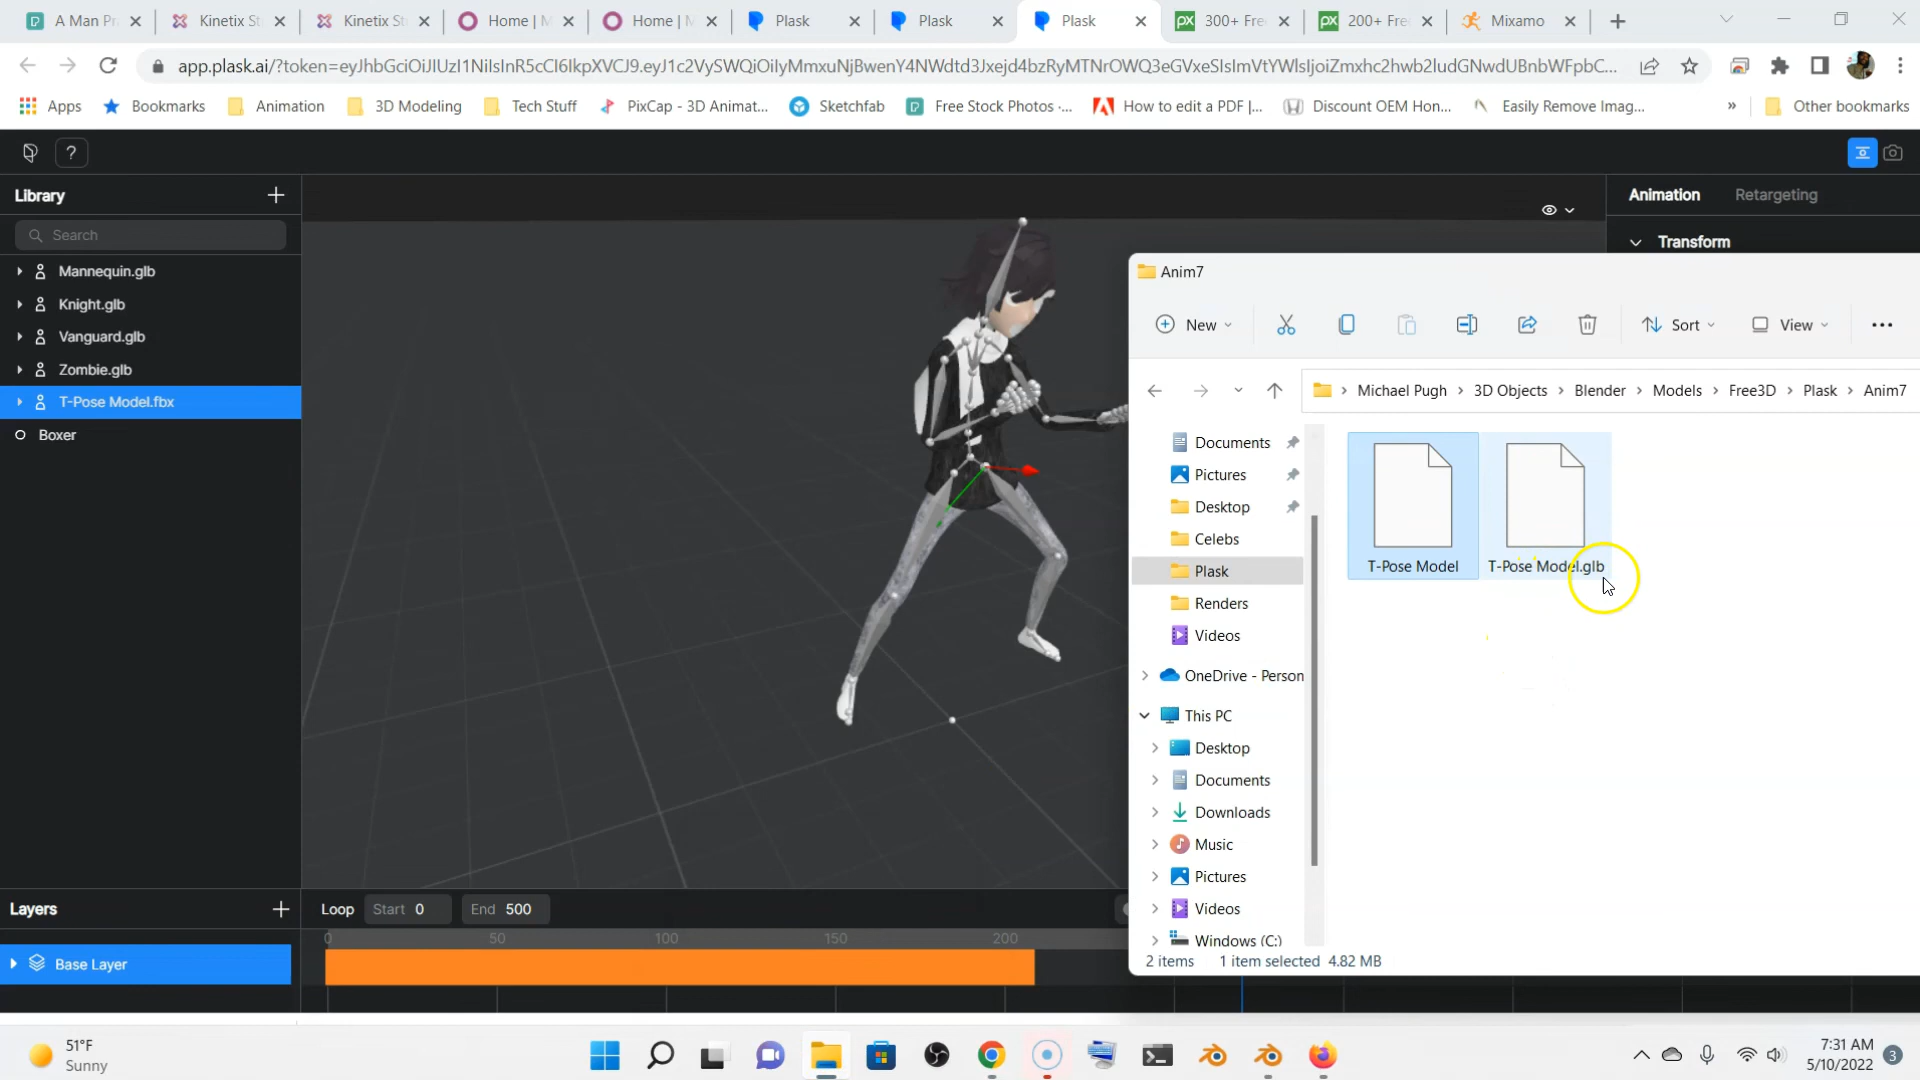 A Man Pr
Kinetix St
Kinetix St
Home | M
Home | M
Plask
Plask
Plask
300+ Fre
200+ Fre
Mixamo
app.plask.ai/?token=eyJhbGciOiJIUzI1NiIsInR5cCI6IkpXVCJ9.eyJ1c2VySWQiOiIyMmxuNjBwenY4NWdtd3Jxejd4bzRyMTNrOWQ3eGVxeSIsImVtYWlsIjoiZmxhc2hwb2ludGNwdUBnbWFpbC...
Apps
Bookmarks
Animation
3D Modeling
Tech Stuff
PixCap - 3D Animat...
Sketchfab
Free Stock Photos ·...
How to edit a PDF |...
Discount OEM Hon...
Easily Remove Imag...
»
Other bookmarks
?
Library
Search
Mannequin.glb
Knight.glb
Vanguard.glb
Zombie.glb
T-Pose Model.fbx
Boxer
Animation
Retargeting
Transform
Anim7
New
Sort
View
Michael Pugh › 3D Objects › Blender › Models › Free3D › Plask › Anim7
Documents
Pictures
Desktop
Celebs
Plask
Renders
Videos
OneDrive - Person
This PC
Desktop
Documents
Downloads
Music
Pictures
Videos
Windows (C:)
T-Pose Model
T-Pose Model.glb
2 items
1 item selected 4.82 MB
Layers
Base Layer
Loop
Start 0
End 500
0
50
100
150
200
51°F
Sunny
7:31 AM
5/10/2022
3